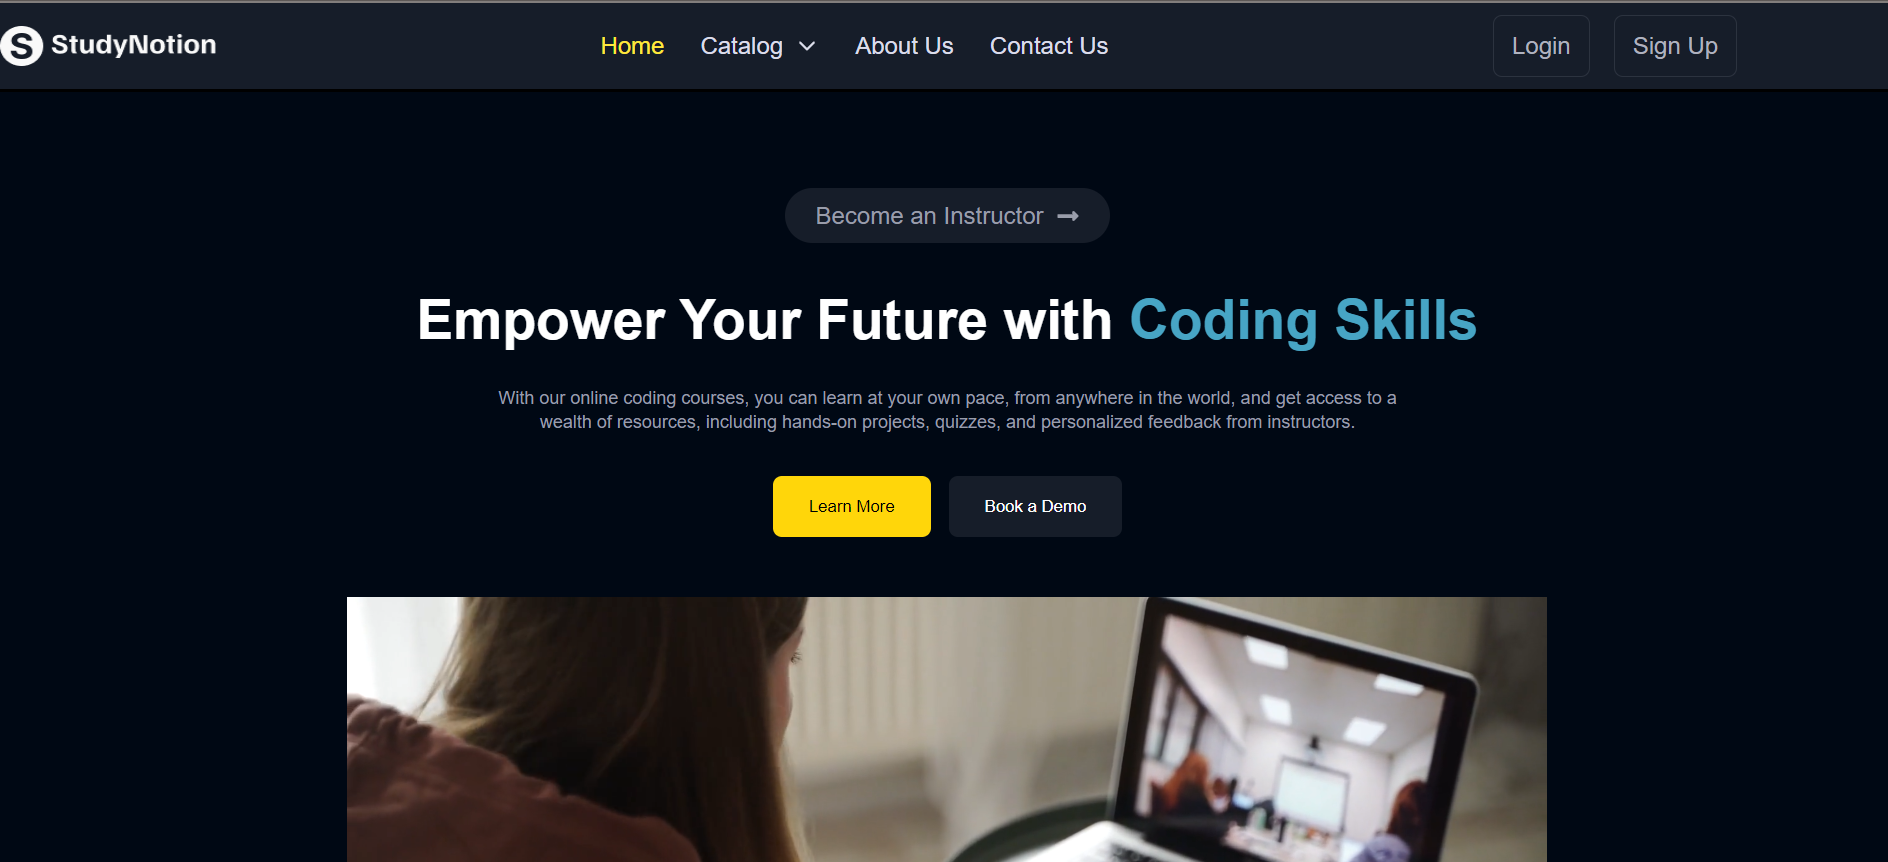 S StudyNotion
Home Catalog About Us Contact Us
Login Sign Up
Become an Instructor
Empower Your Future with Coding Skills
With our online coding courses, you can learn at your own pace, from anywhere in the world, and get access to a
wealth of resources, including hands-on projects, quizzes, and personalized feedback from instructors.
Learn More Book a Demo